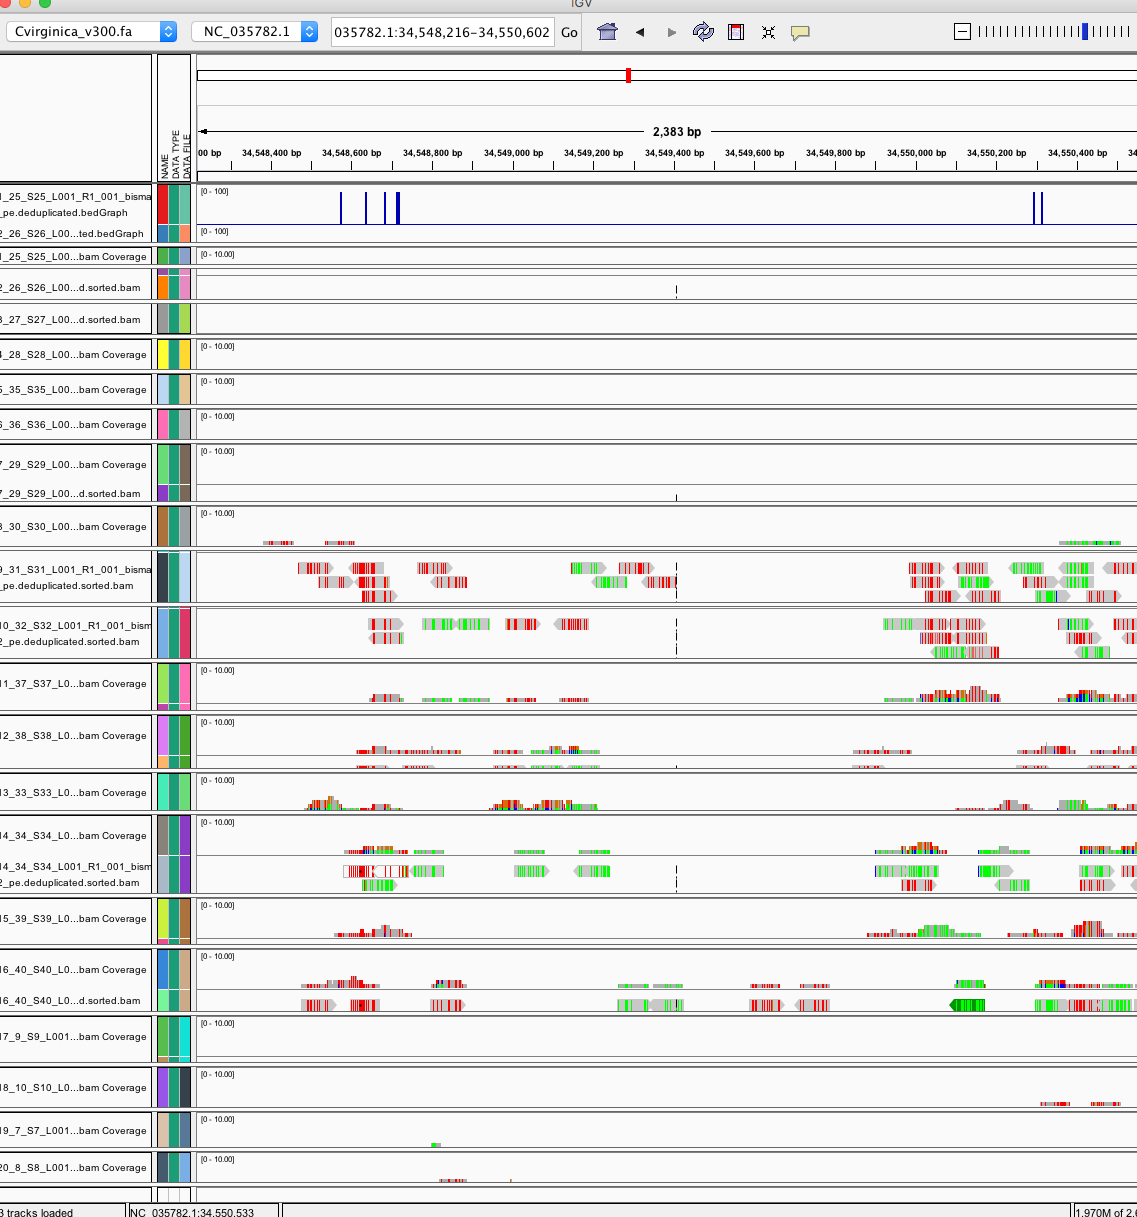 IGV
Cvirginica_v300.fa NC_035782.1 035782.1:34,548,216-34,550,602 Go
NAME
DATA TYPE
DATA FILE
2,383 bp
00 bp 34,548,400 bp 34,548,600 bp 34,548,800 bp 34,549,000 bp 34,549,200 bp 34,549,400 bp 34,549,600 bp 34,549,800 bp 34,550,000 bp 34,550,200 bp 34,550,400 bp 34
1_25_S25_L001_R1_001_bisma [0 - 100]
_pe.deduplicated.bedGraph
2_26_S26_L00...ted.bedGraph [0 - 100]
1_25_S25_L00...bam Coverage [0 - 10.00]
2_26_S26_L00...d.sorted.bam
3_27_S27_L00...d.sorted.bam
4_28_S28_L00...bam Coverage [0 - 10.00]
5_35_S35_L00...bam Coverage [0 - 10.00]
6_36_S36_L00...bam Coverage [0 - 10.00]
7_29_S29_L00...bam Coverage [0 - 10.00]
7_29_S29_L00...d.sorted.bam
8_30_S30_L00...bam Coverage [0 - 10.00]
9_31_S31_L001_R1_001_bisma
_pe.deduplicated.sorted.bam
10_32_S32_L001_R1_001_bism
2_pe.deduplicated.sorted.bam
11_37_S37_L0...bam Coverage [0 - 10.00]
12_38_S38_L0...bam Coverage [0 - 10.00]
13_33_S33_L0...bam Coverage [0 - 10.00]
14_34_S34_L0...bam Coverage [0 - 10.00]
14_34_S34_L001_R1_001_bism
2_pe.deduplicated.sorted.bam
15_39_S39_L0...bam Coverage [0 - 10.00]
16_40_S40_L0...bam Coverage [0 - 10.00]
16_40_S40_L0...d.sorted.bam
17_9_S9_L001...bam Coverage [0 - 10.00]
18_10_S10_L0...bam Coverage [0 - 10.00]
19_7_S7_L001...bam Coverage [0 - 10.00]
20_8_S8_L001...bam Coverage [0 - 10.00]
3 tracks loaded NC_035782.1:34,550,533 1,970M of 2,